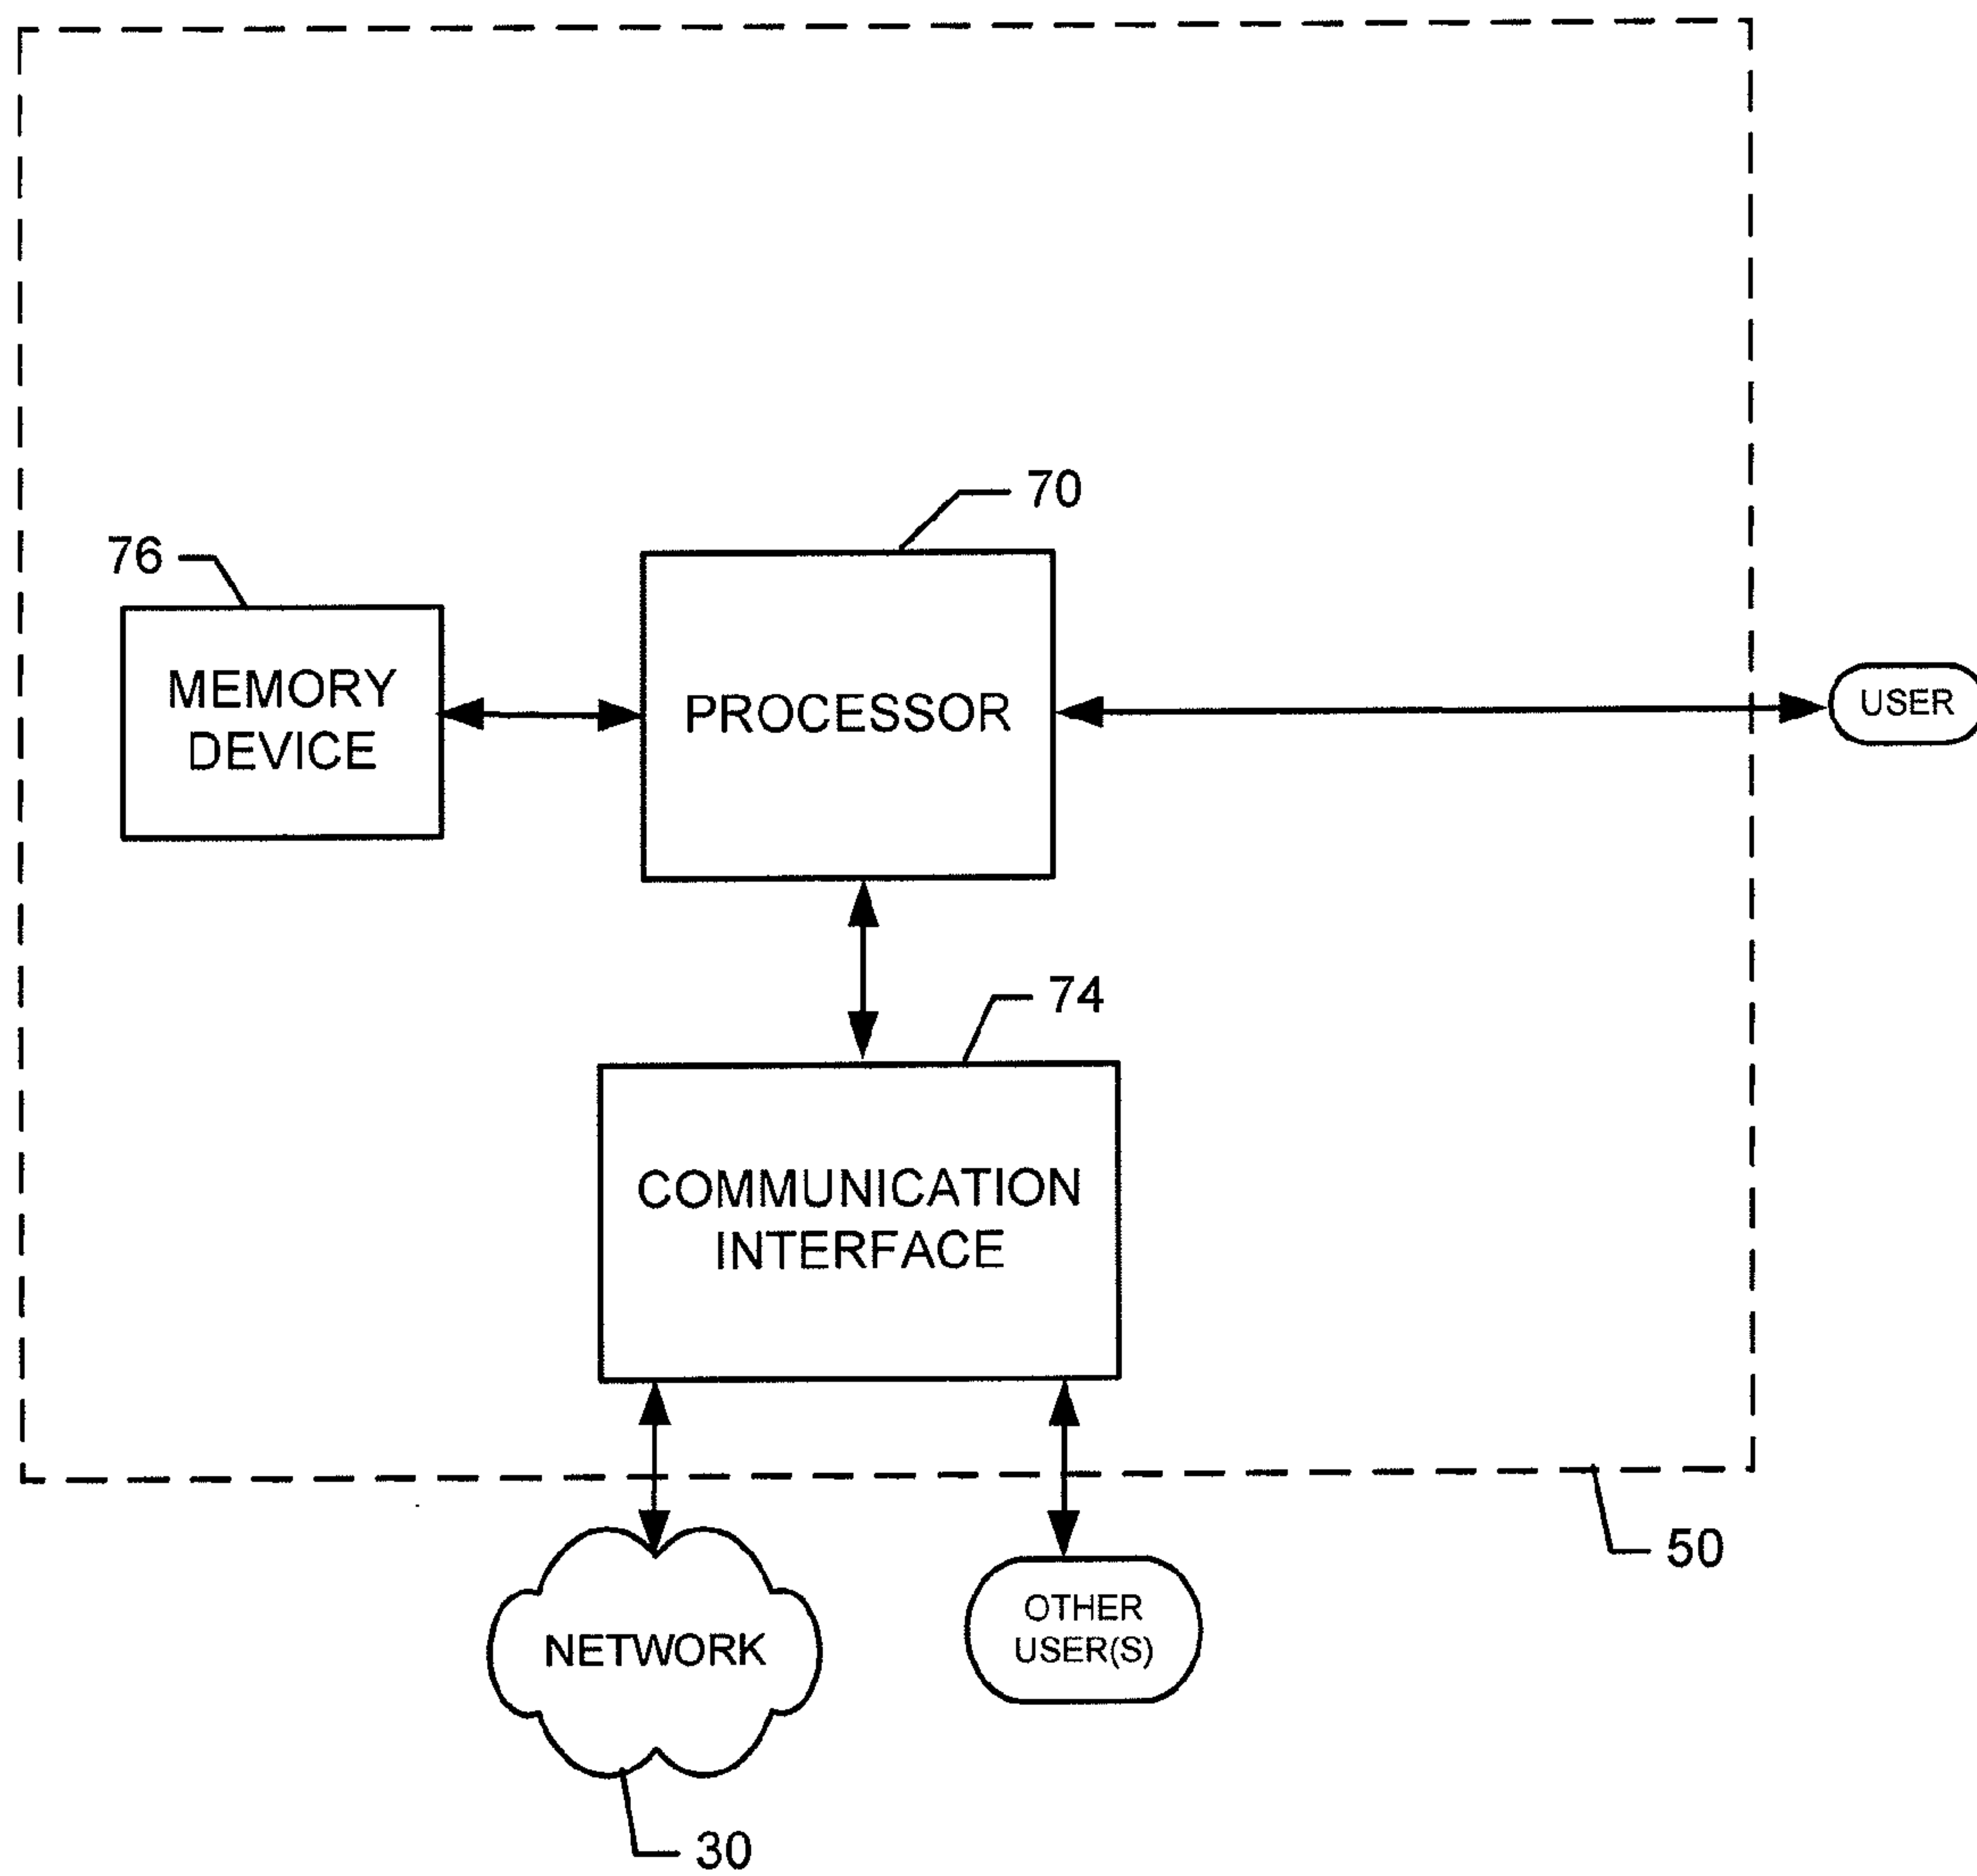 70
76
MEMORY
DEVICE
PROCESSOR
USER
74
COMMUNICATION
INTERFACE
50
NETWORK
OTHER
USER(S)
30